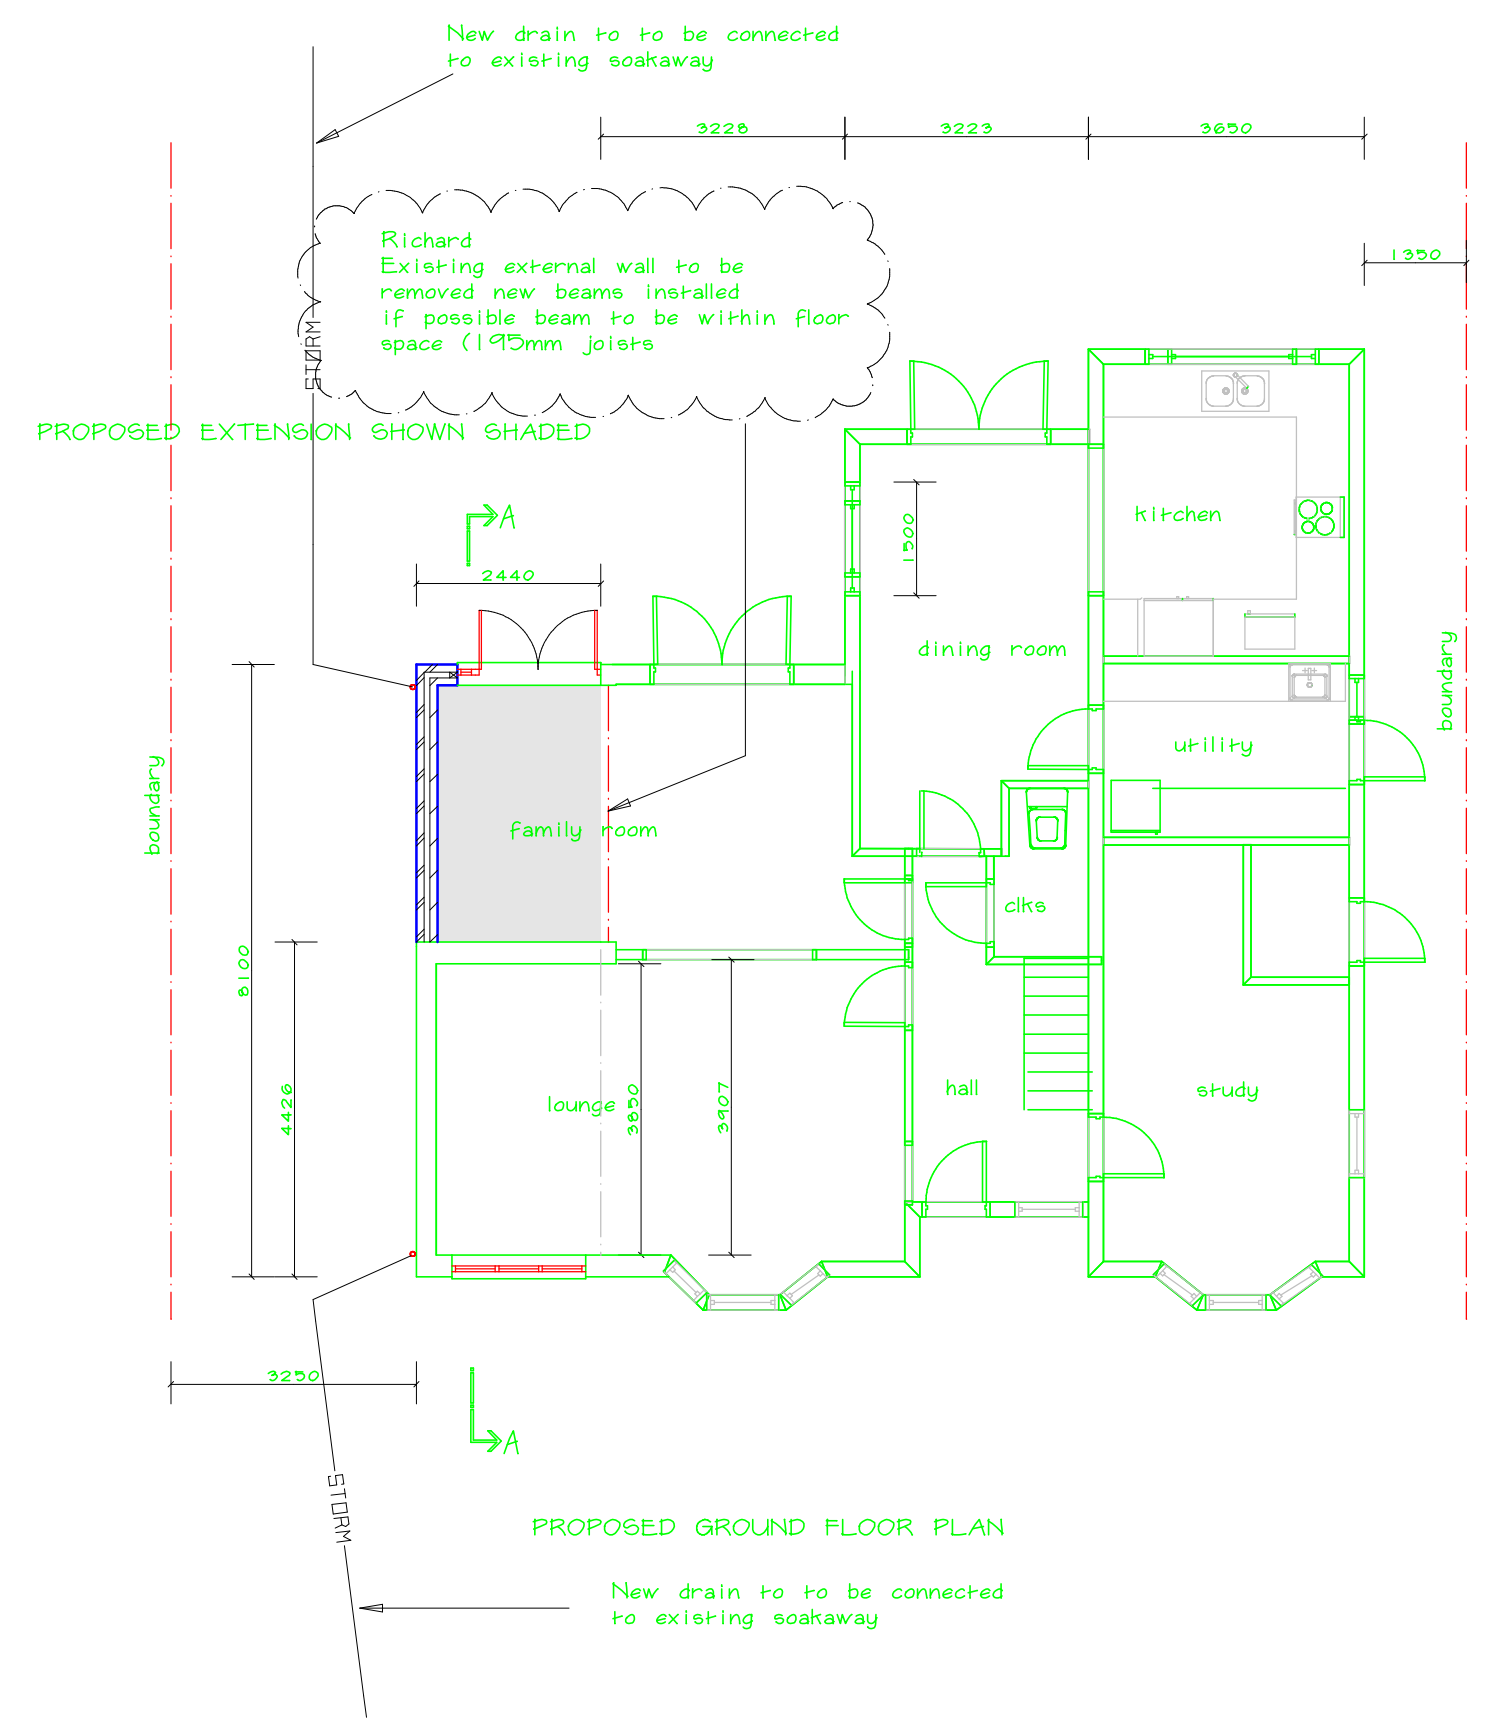 New drain to to be connected
to existing soakaway
3228
3223
3650
1350
Richard
Existing external wall to be
removed new beams installed
if possible beam to be within floor
space (195mm joists
STORM
PROPOSED EXTENSION SHOWN SHADED
A
2440
1500
kitchen
dining room
boundary
utility
boundary
family room
clks
8100
4426
lounge
3850
3907
hall
study
3250
A
STORM
PROPOSED GROUND FLOOR PLAN
New drain to to be connected
to existing soakaway